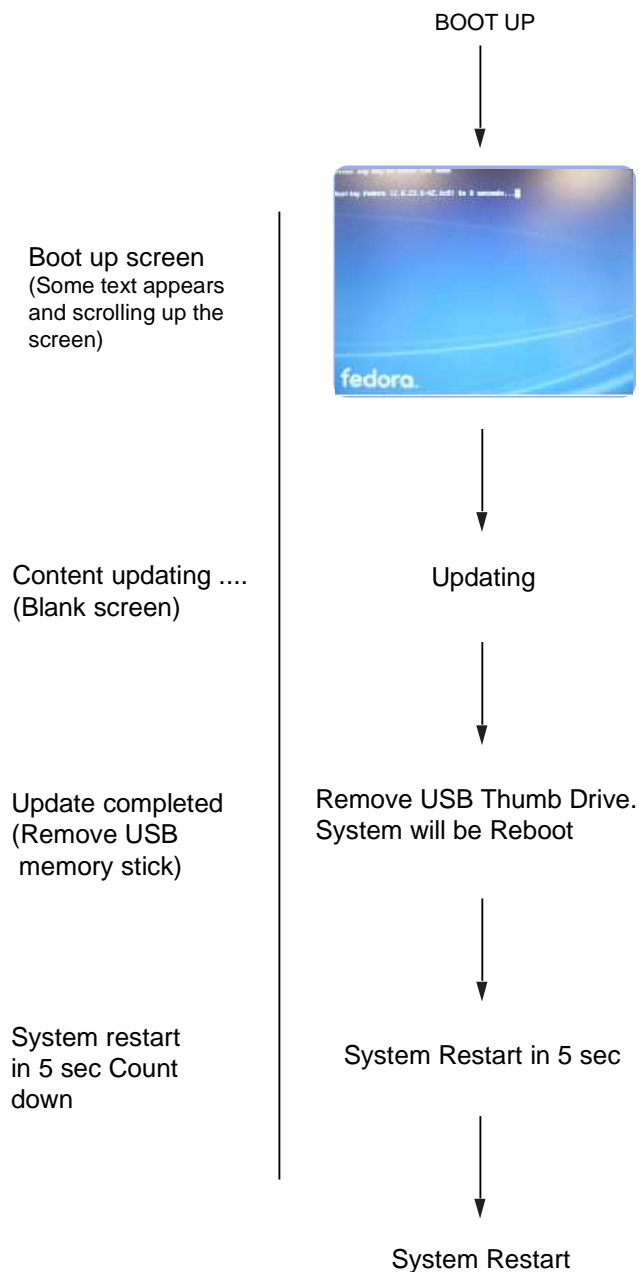 BOOT UP
Boot up screen
(Some text appears
and scrolling up the
screen)
fedora.
Content updating ....
(Blank screen)
Updating
Update completed
(Remove USB
memory stick)
Remove USB Thumb Drive.
System will be Reboot
System restart
in 5 sec Count
down
System Restart in 5 sec
System Restart